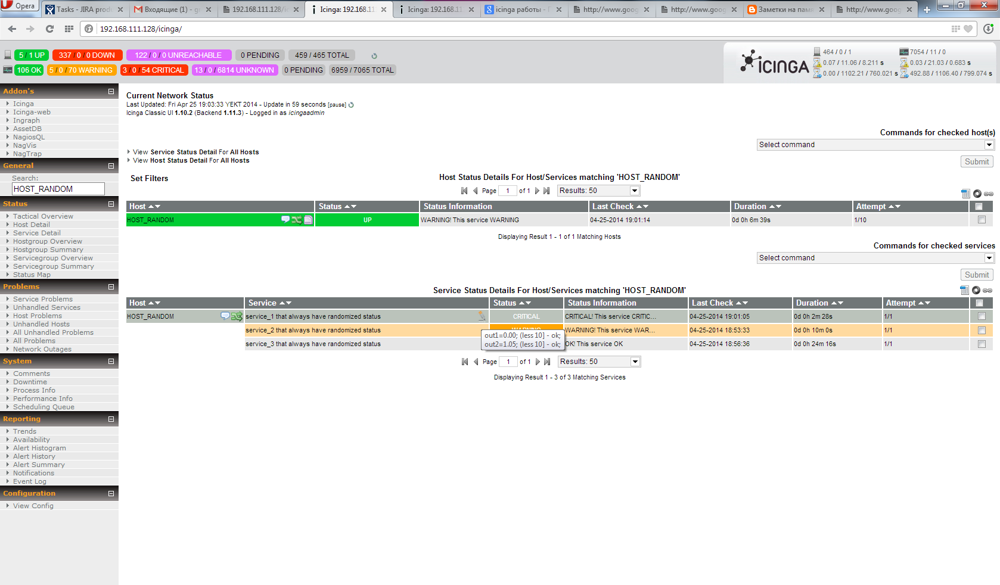 Opera
Tasks - JIRA prod
Входящие (1) - g
192.168.111.128/i
Icinga: 192.168.11
Icinga: 192.168.11
icinga работы - П
http://www.goog
http://www.goog
Заметки на пам
http://www.goog
192.168.111.128/icinga/
5 / 1 UP 337 / 0 / 0 DOWN 122 / 0 / 0 UNREACHABLE 0 PENDING 459 / 465 TOTAL
106 OK 5 / 0 / 70 WARNING 3 / 0 / 54 CRITICAL 13 / 0 / 6814 UNKNOWN 0 PENDING 6959 / 7065 TOTAL
ICINGA
464 / 0 / 1 7054 / 11 / 0
0.07 / 11.06 / 8.211 s 0.03 / 21.03 / 0.683 s
0.00 / 1102.21 / 760.021 s 492.88 / 1106.40 / 799.074 s
Addon's
Icinga
Icinga-web
Ingraph
AssetDB
NagiosQL
NagVis
NagTrap
General
Search:
HOST_RANDOM
Status
Tactical Overview
Host Detail
Service Detail
Hostgroup Overview
Hostgroup Summary
Servicegroup Overview
Servicegroup Summary
Status Map
Problems
Service Problems
Unhandled Services
Host Problems
Unhandled Hosts
All Unhandled Problems
All Problems
Network Outages
System
Comments
Downtime
Process Info
Performance Info
Scheduling Queue
Reporting
Trends
Availability
Alert Histogram
Alert History
Alert Summary
Notifications
Event Log
Configuration
View Config
Current Network Status
Last Updated: Fri Apr 25 19:03:33 YEKT 2014 - Update in 59 seconds [pause]
Icinga Classic UI 1.10.2 (Backend 1.11.3) - Logged in as icingaadmin
View Service Status Detail For All Hosts
View Host Status Detail For All Hosts
Commands for checked host(s)
Select command
Submit
Set Filters
Host Status Details For Host/Services matching 'HOST_RANDOM'
Page 1 of 1 Results: 50
Host Status Status Information Last Check Duration Attempt
HOST_RANDOM UP WARNING! This service WARNING 04-25-2014 19:01:14 0d 0h 6m 39s 1/10
Displaying Result 1 - 1 of 1 Matching Hosts
Commands for checked services
Select command
Submit
Service Status Details For Host/Services matching 'HOST_RANDOM'
Host Service Status Status Information Last Check Duration Attempt
HOST_RANDOM service_1 that always have randomized status CRITICAL CRITICAL! This service CRITIC... 04-25-2014 19:01:05 0d 0h 2m 28s 1/1
service_2 that always have randomized status WARNING WARNING! This service WAR... 04-25-2014 18:53:33 0d 0h 10m 0s 1/1
service_3 that always have randomized status OK! This service OK 04-25-2014 18:56:36 0d 0h 24m 16s 1/1
out1=0.00; (less 10] - ok;
out2=1.05; (less 10] - ok;
Page 1 of 1 Results: 50
Displaying Result 1 - 3 of 3 Matching Services